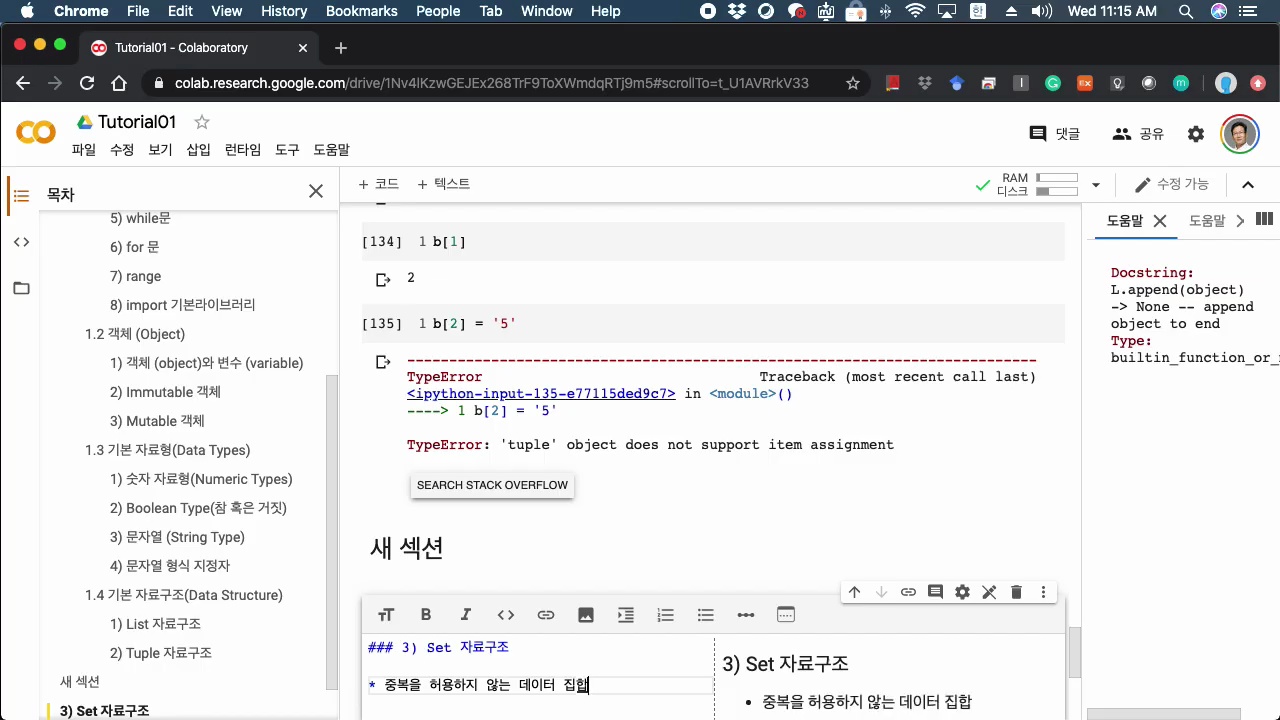 Chrome File Edit View History Bookmarks People Tab Window Help 한 Wed 11:15 AM
Tutorial01 - Colaboratory
colab.research.google.com/drive/1Nv4lKzwGEJEx268TrF9ToXWmdqRTj9m5#scrollTo=t_U1AVRrkV33
Tutorial01
파일 수정 보기 삽입 런타임 도구 도움말
댓글 공유
목차
5) while문
6) for 문
7) range
8) import 기본라이브러리
1.2 객체 (Object)
1) 객체 (object)와 변수 (variable)
2) Immutable 객체
3) Mutable 객체
1.3 기본 자료형(Data Types)
1) 숫자 자료형(Numeric Types)
2) Boolean Type(참 혹은 거짓)
3) 문자열 (String Type)
4) 문자열 형식 지정자
1.4 기본 자료구조(Data Structure)
1) List 자료구조
2) Tuple 자료구조
새 섹션
3) Set 자료구조
+ 코드 + 텍스트
RAM
디스크
수정 가능
[134] 1 b[1]
2
[135] 1 b[2] = '5'
TypeError Traceback (most recent call last)
<ipython-input-135-e77115ded9c7> in <module>()
----> 1 b[2] = '5'
TypeError: 'tuple' object does not support item assignment
SEARCH STACK OVERFLOW
새 섹션
### 3) Set 자료구조
* 중복을 허용하지 않는 데이터 집합
3) Set 자료구조
• 중복을 허용하지 않는 데이터 집합
도움말 도움말
Docstring:
L.append(object)
-> None -- append
object to end
Type:
builtin_function_or_